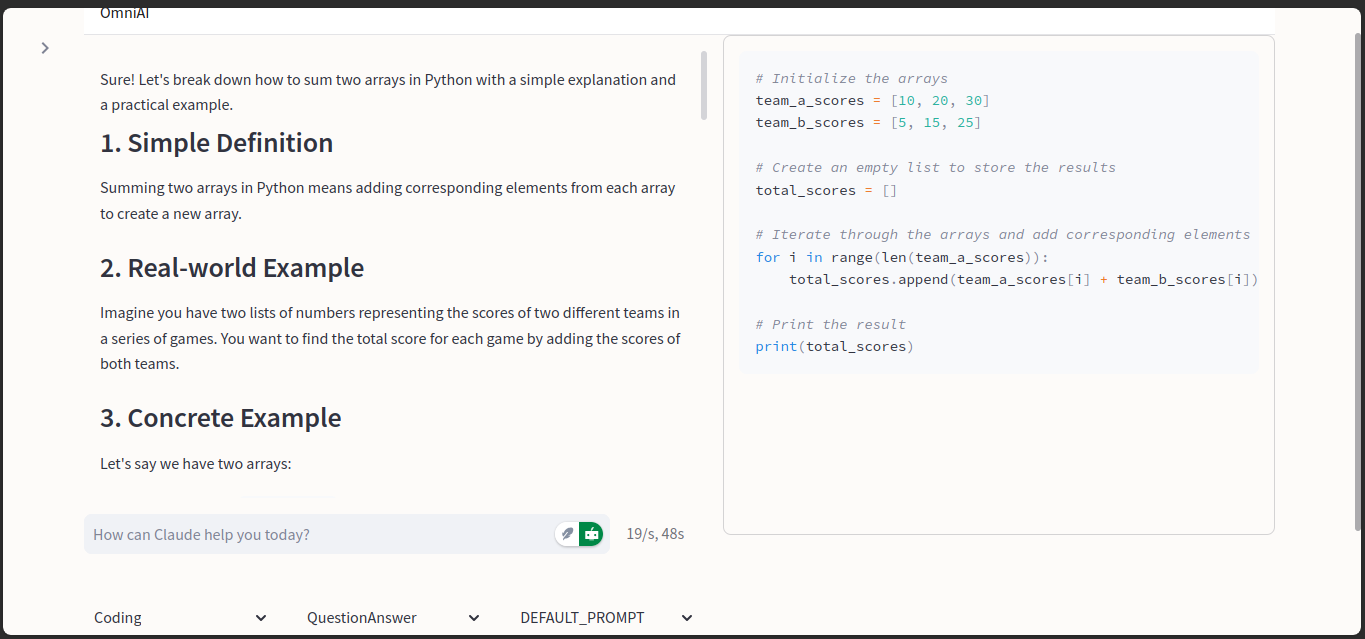 OmniAI
Sure! Let's break down how to sum two arrays in Python with a simple explanation and
a practical example.
1. Simple Definition
Summing two arrays in Python means adding corresponding elements from each array
to create a new array.
2. Real-world Example
Imagine you have two lists of numbers representing the scores of two different teams in
a series of games. You want to find the total score for each game by adding the scores of
both teams.
3. Concrete Example
Let's say we have two arrays:
How can Claude help you today?
19/s, 48s
Coding
QuestionAnswer
DEFAULT_PROMPT
# Initialize the arrays
team_a_scores = [10, 20, 30]
team_b_scores = [5, 15, 25]
# Create an empty list to store the results
total_scores = []
# Iterate through the arrays and add corresponding elements
for i in range(len(team_a_scores)):
    total_scores.append(team_a_scores[i] + team_b_scores[i])
# Print the result
print(total_scores)